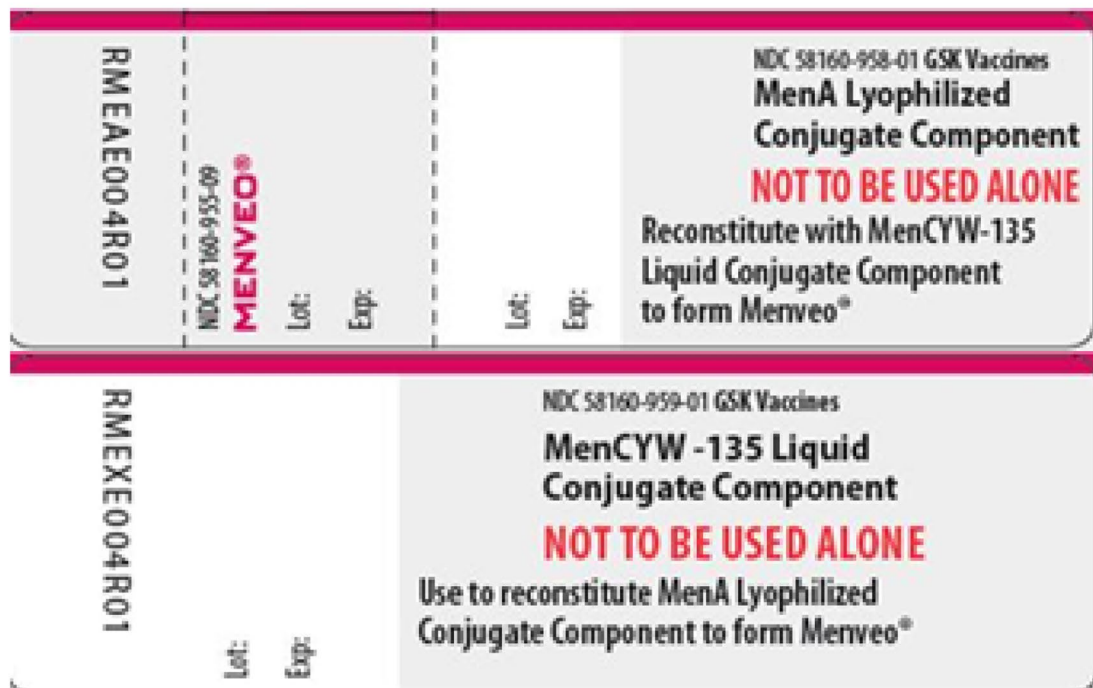 RMEAE004R01
NDC 58160-955-09
MENVEO®
Lot:
Exp:
Lot:
Exp:
NDC 58160-958-01 GSK Vaccines
MenA Lyophilized
Conjugate Component
NOT TO BE USED ALONE
Reconstitute with MenCYW-135
Liquid Conjugate Component
to form Menveo®
RMEXE004R01
Lot:
Exp:
NDC 58160-959-01 GSK Vaccines
MenCYW -135 Liquid
Conjugate Component
NOT TO BE USED ALONE
Use to reconstitute MenA Lyophilized
Conjugate Component to form Menveo®